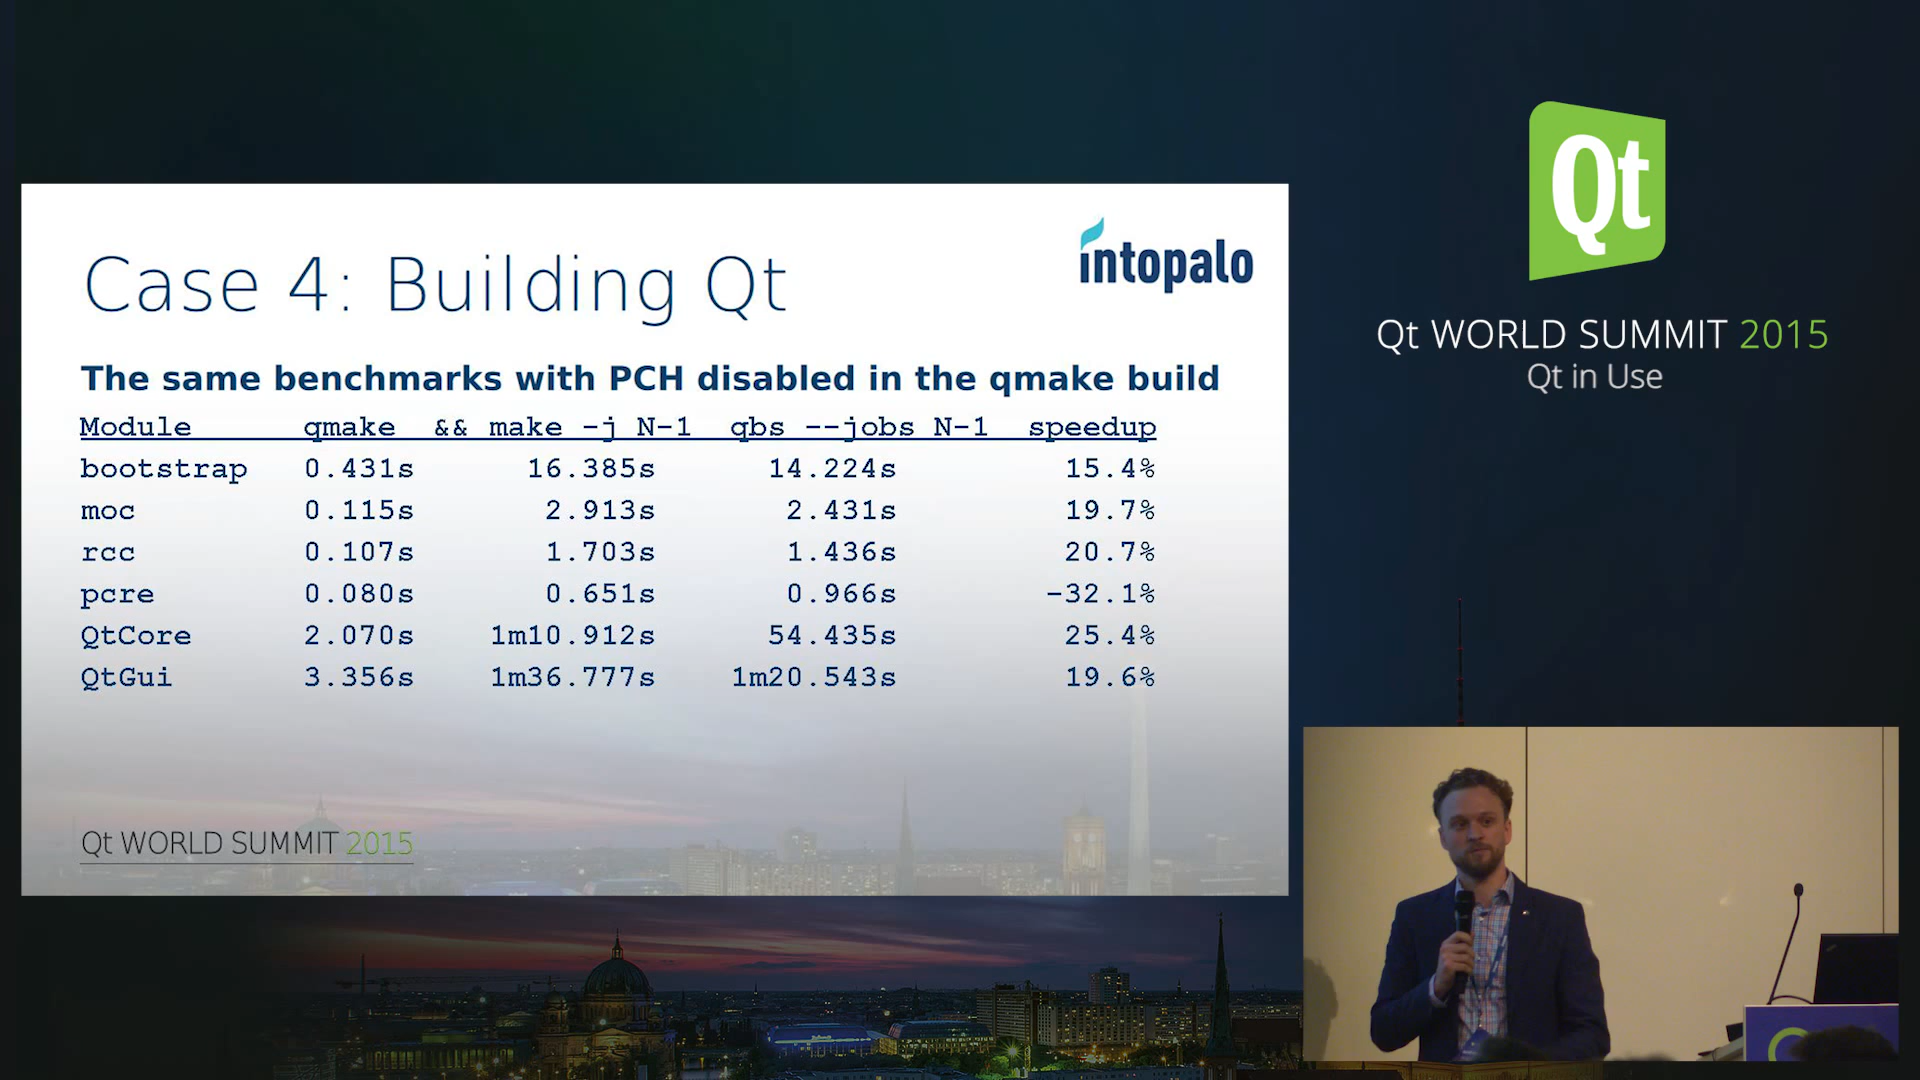 intopalo
Case 4: Building Qt
The same benchmarks with PCH disabled in the qmake build
Module qmake && make -j N-1 qbs --jobs N-1 speedup
bootstrap 0.431s 16.385s 14.224s 15.4%
moc 0.115s 2.913s 2.431s 19.7%
rcc 0.107s 1.703s 1.436s 20.7%
pcre 0.080s 0.651s 0.966s -32.1%
QtCore 2.070s 1m10.912s 54.435s 25.4%
QtGui 3.356s 1m36.777s 1m20.543s 19.6%
Qt WORLD SUMMIT 2015
Qt
Qt WORLD SUMMIT 2015
Qt in Use